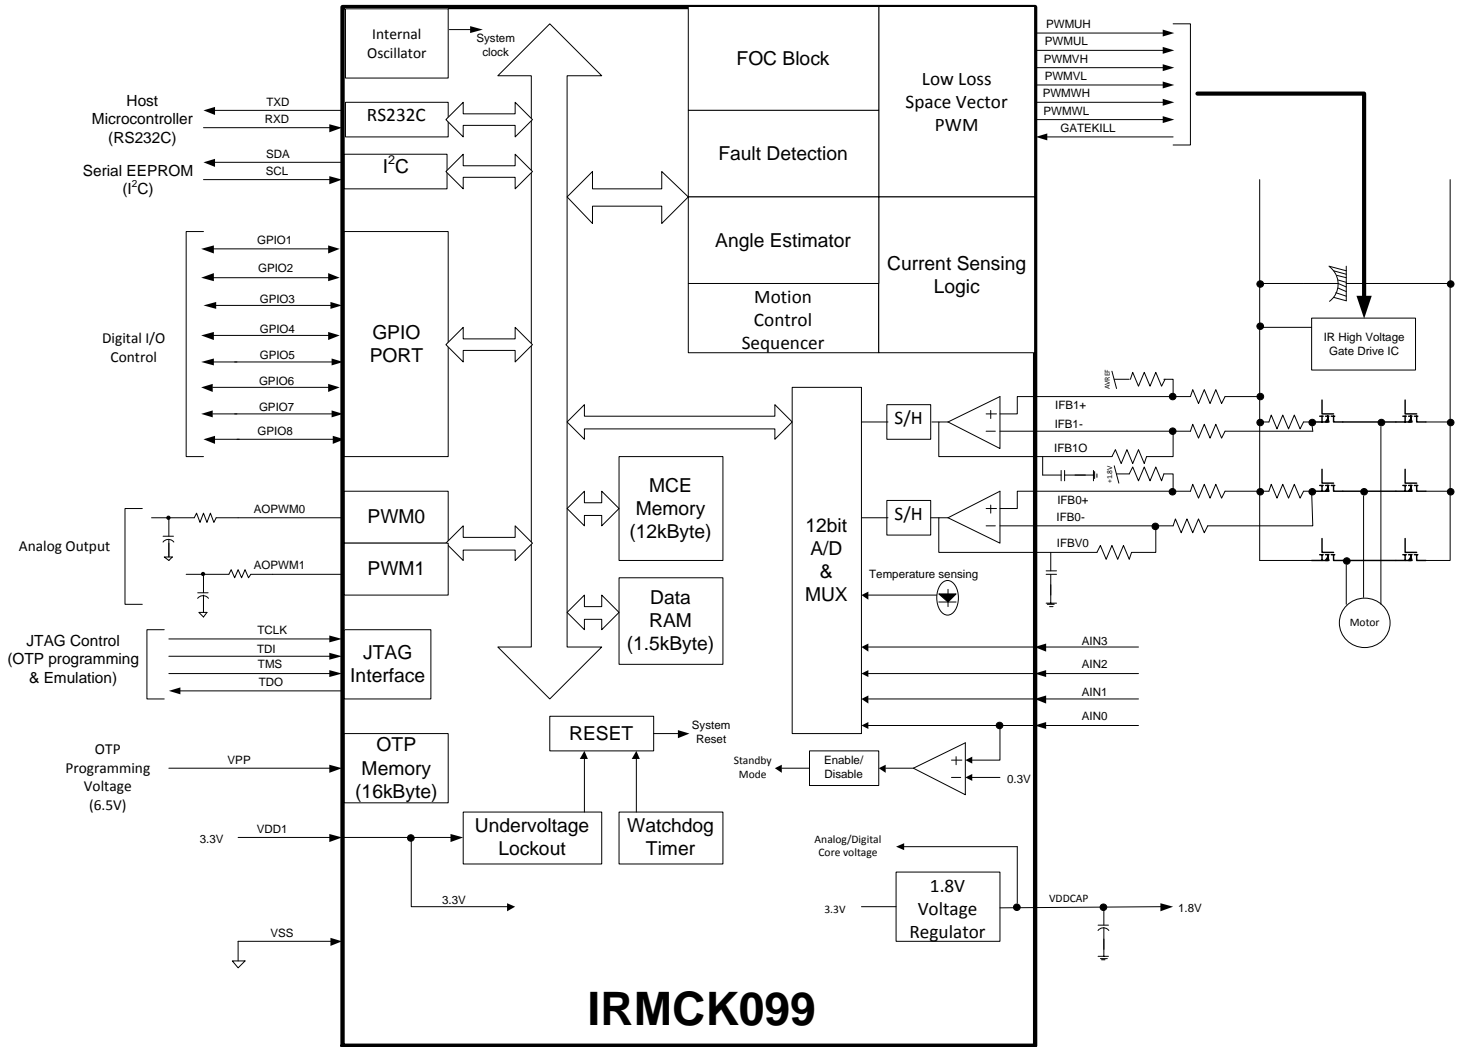 Internal
Oscillator
System
clock
FOC Block
Low Loss
Space Vector
PWM
Fault Detection
Angle Estimator
Current Sensing
Logic
Motion
Control
Sequencer
PWMUH
PWMUL
PWMVH
PWMVL
PWMWH
PWMWL
GATEKILL
Host
Microcontroller
(RS232C)
TXD
RXD
RS232C
Serial EEPROM
(I²C)
SDA
SCL
I²C
Digital I/O
Control
GPIO1
GPIO2
GPIO3
GPIO4
GPIO5
GPIO6
GPIO7
GPIO8
GPIO
PORT
IR High Voltage
Gate Drive IC
AVREF
IFB1+
IFB1-
IFB1O
+1.8V
IFB0+
IFB0-
IFBV0
S/H
+
−
S/H
+
−
12bit
A/D
&
MUX
MCE
Memory
(12kByte)
Data
RAM
(1.5kByte)
Temperature sensing
Motor
AIN3
AIN2
AIN1
AIN0
Analog Output
AOPWM0
AOPWM1
PWM0
PWM1
JTAG Control
(OTP programming
& Emulation)
TCLK
TDI
TMS
TDO
JTAG
Interface
RESET
System
Reset
OTP
Programming
Voltage
(6.5V)
VPP
OTP
Memory
(16kByte)
Standby
Mode
Enable/
Disable
+
−
0.3V
3.3V
VDD1
Undervoltage
Lockout
Watchdog
Timer
3.3V
Analog/Digital
Core voltage
3.3V
1.8V
Voltage
Regulator
VDDCAP
1.8V
VSS
IRMCK099